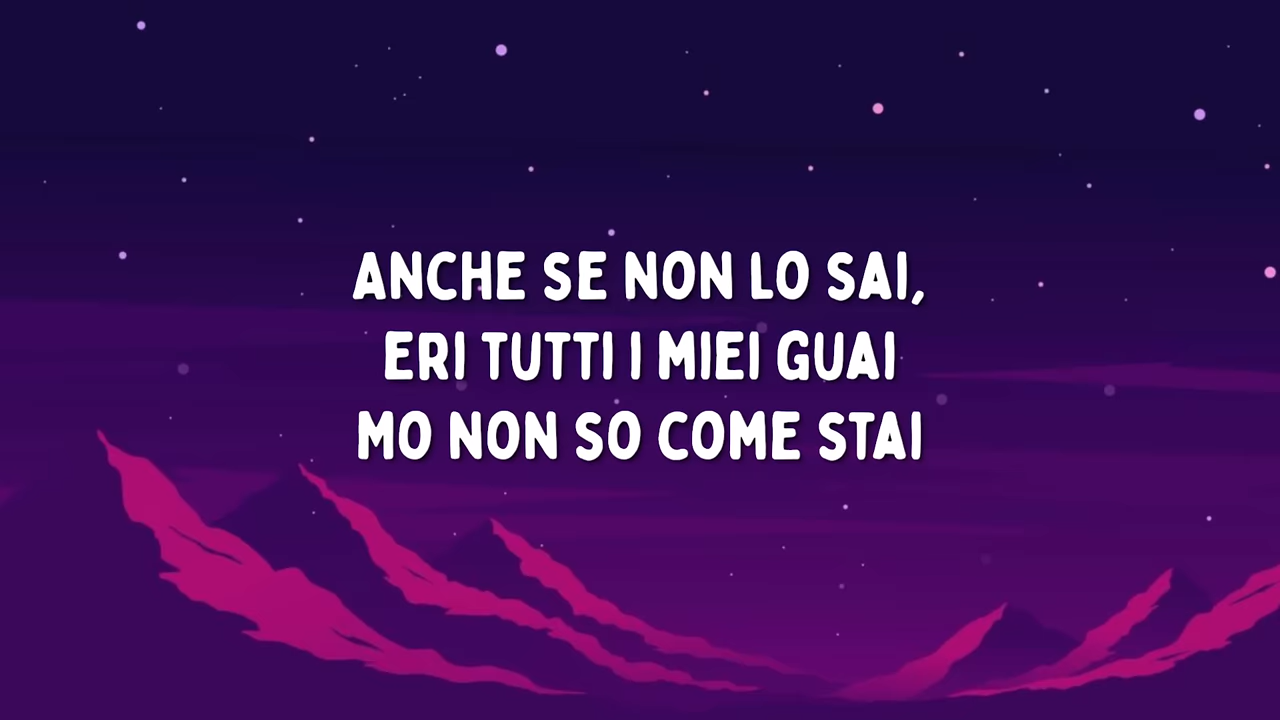 ANCHE SE NON LO SAI,
ERI TUTTI I MIEI GUAI
MO NON SO COME STAI